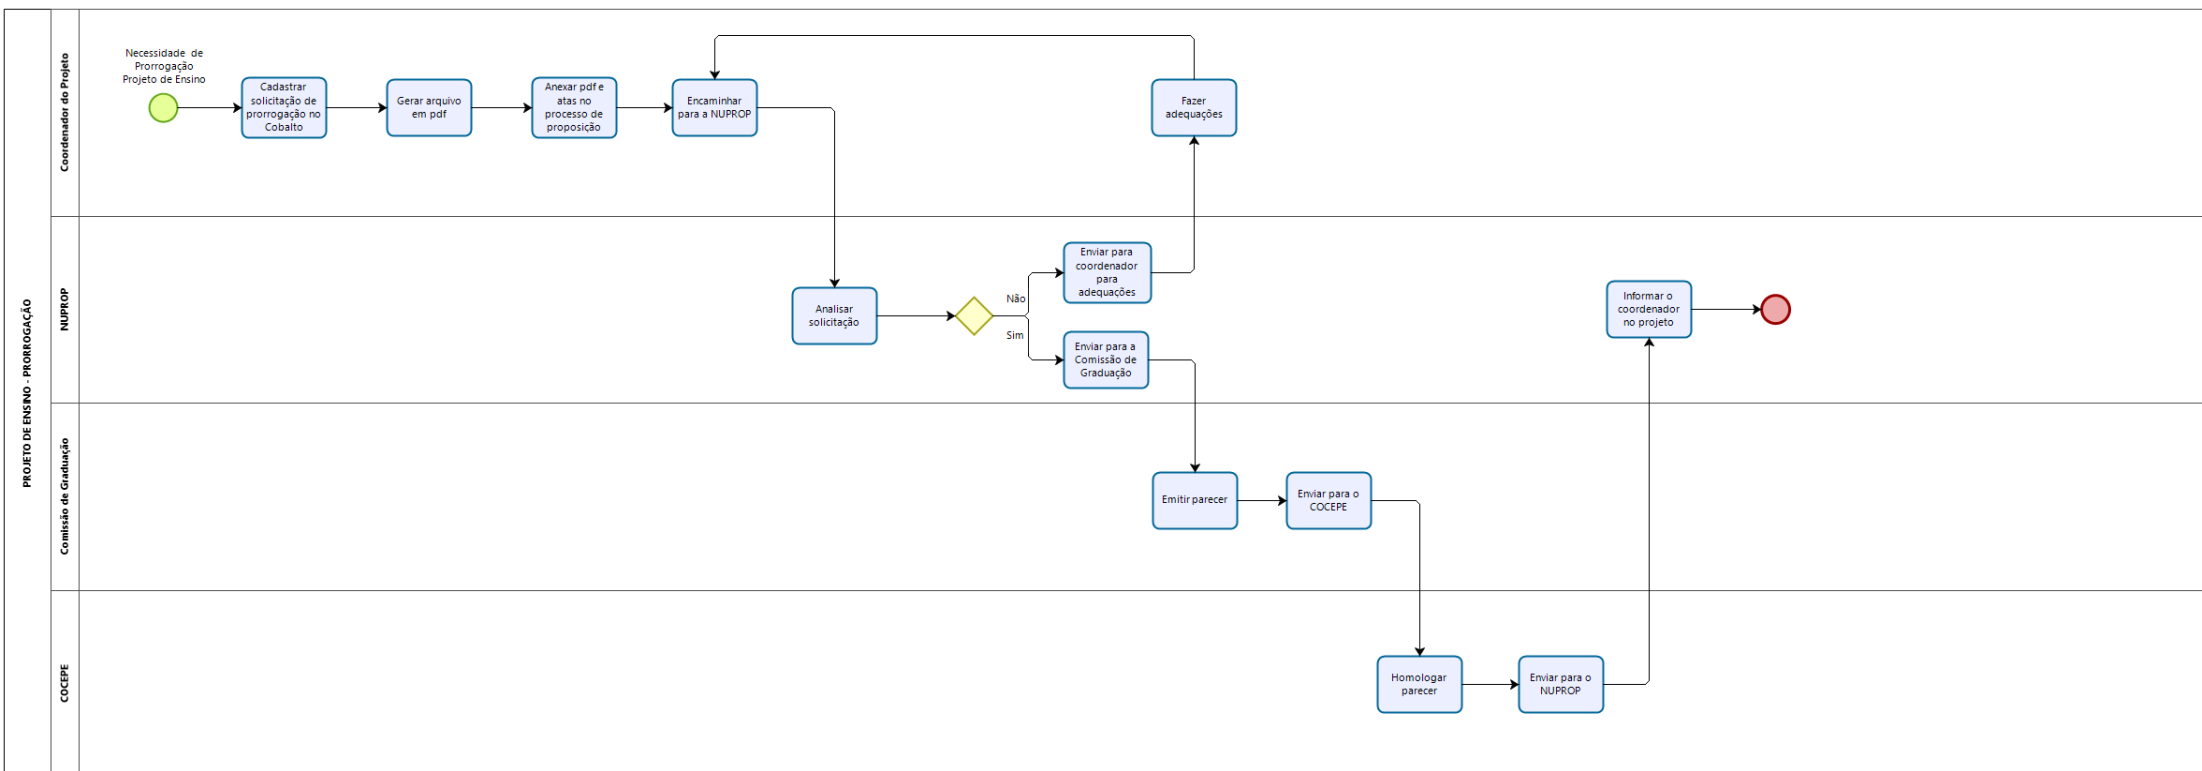 PROJETO DE ENSINO - PRORROGAÇÃO
Coordenador do Projeto
Necessidade de
Prorrogação
Projeto de Ensino
Cadastrar
solicitação de
prorrogação no
Cobalto
Gerar arquivo
em pdf
Anexar pdf e
atas no
processo de
proposição
Encaminhar
para a NUPROP
Fazer
adequações
NUPROP
Analisar
solicitação
Não
Sim
Enviar para
coordenador
para
adequações
Enviar para a
Comissão de
Graduação
Informar o
coordenador
no projeto
Comissão de Graduação
Emitir parecer
Enviar para o
COCEPE
COCEPE
Homologar
parecer
Enviar para o
NUPROP